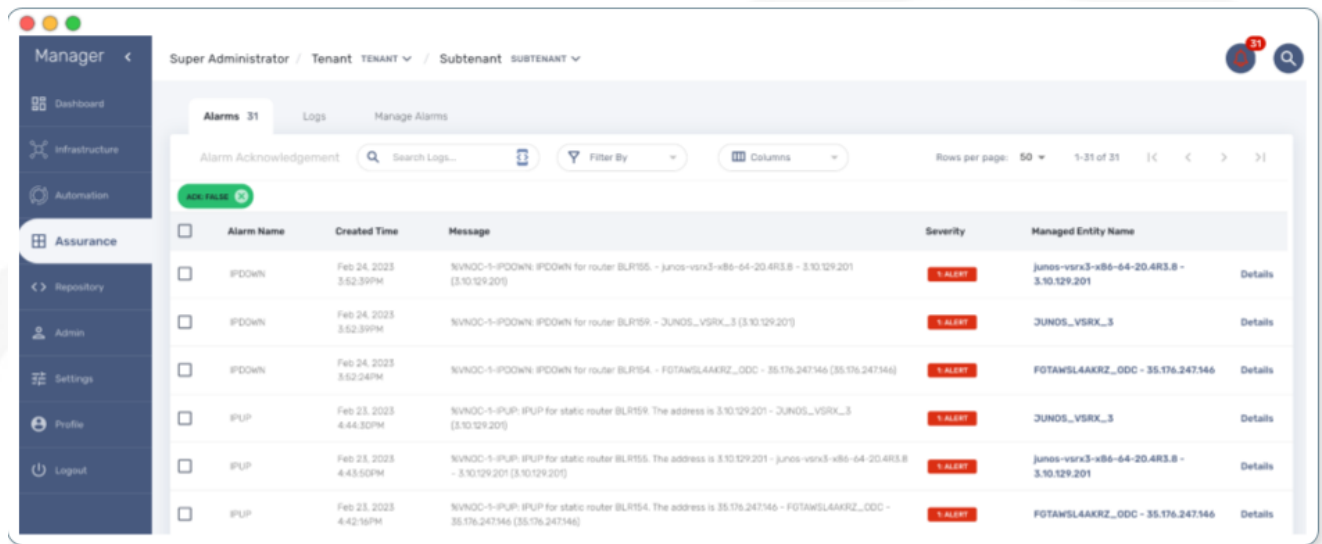 Manager <
Super Administrator / Tenant TENANT / Subtenant SUBTENANT
31
Dashboard
Infrastructure
Automation
Assurance
Repository
Admin
Settings
Profile
Logout
Alarms 31 Logs Manage Alarms
Alarm Acknowledgement Search Logs... Filter By Columns Rows per page: 50 1-31 of 31 |< < > >|
ACK: FALSE
Alarm Name Created Time Message Severity Managed Entity Name
IPDOWN
Feb 24, 2023
3:52:39PM
%VNOC-1-IPDOWN: IPDOWN for router BLR155. - junos-vsrx3-x86-64-20.4R3.8 - 3.10.129.201
(3.10.129.201)
1: ALERT
junos-vsrx3-x86-64-20.4R3.8 -
3.10.129.201
Details
IPDOWN
Feb 24, 2023
3:52:39PM
%VNOC-1-IPDOWN: IPDOWN for router BLR159. - JUNOS_VSRX_3 (3.10.129.201)
1: ALERT
JUNOS_VSRX_3
Details
IPDOWN
Feb 24, 2023
3:52:24PM
%VNOC-1-IPDOWN: IPDOWN for router BLR154. - FGTAWSL4AKRZ_ODC - 35.176.247.146 (35.176.247.146)
1: ALERT
FGTAWSL4AKRZ_ODC - 35.176.247.146
Details
IPUP
Feb 23, 2023
4:44:30PM
%VNOC-1-IPUP: IPUP for static router BLR159. The address is 3.10.129.201 - JUNOS_VSRX_3
(3.10.129.201)
1: ALERT
JUNOS_VSRX_3
Details
IPUP
Feb 23, 2023
4:43:50PM
%VNOC-1-IPUP: IPUP for static router BLR155. The address is 3.10.129.201 - junos-vsrx3-x86-64-20.4R3.8
- 3.10.129.201 (3.10.129.201)
1: ALERT
junos-vsrx3-x86-64-20.4R3.8 -
3.10.129.201
Details
IPUP
Feb 23, 2023
4:42:16PM
%VNOC-1-IPUP: IPUP for static router BLR154. The address is 35.176.247.146 - FGTAWSL4AKRZ_ODC -
35.176.247.146 (35.176.247.146)
1: ALERT
FGTAWSL4AKRZ_ODC - 35.176.247.146
Details